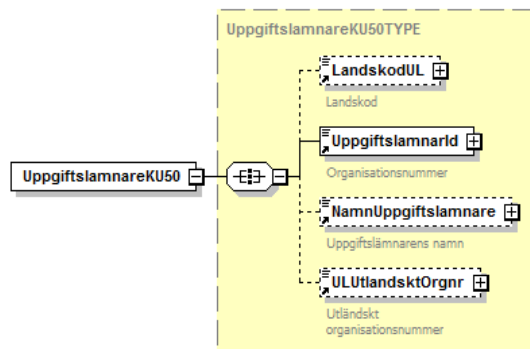 UppgiftslamnareKU50TYPE
LandskodUL
Landskod
UppgiftslamnarId
Organisationsnummer
UppgiftslamnareKU50
NamnUppgiftslamnare
Uppgiftslämnarens namn
ULUtlandsktOrgnr
Utländskt
organisationsnummer